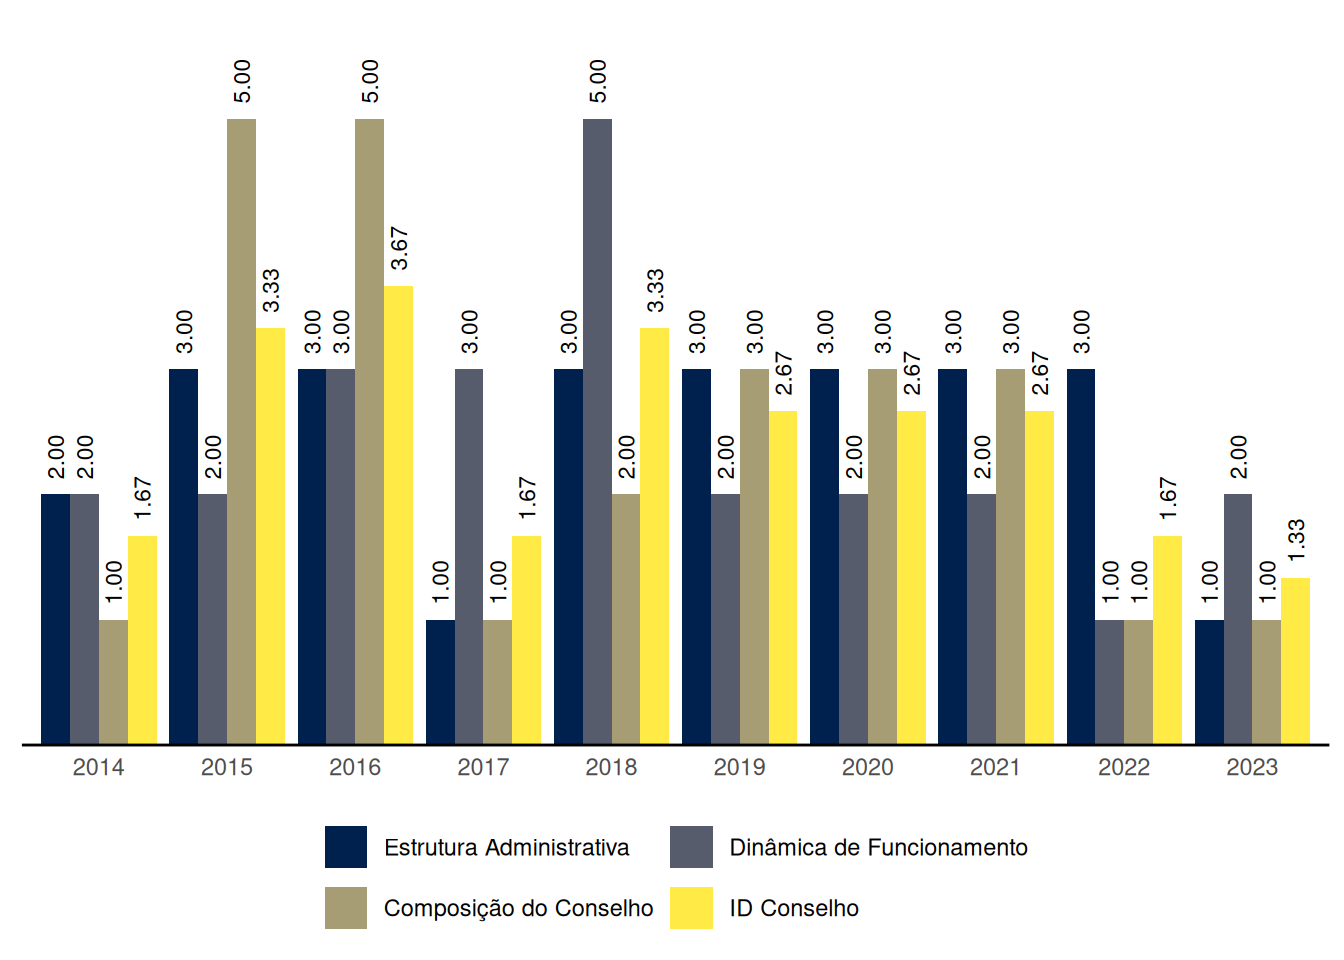 2.00 2.00 1.00 1.67
3.00 2.00 5.00 3.33
3.00 3.00 5.00 3.67
1.00 3.00 1.00 1.67
3.00 5.00 2.00 3.33
3.00 2.00 3.00 2.67
3.00 2.00 3.00 2.67
3.00 2.00 3.00 2.67
3.00 1.00 1.00 1.67
1.00 2.00 1.00 1.33
2014 2015 2016 2017 2018 2019 2020 2021 2022 2023
Estrutura Administrativa Dinâmica de Funcionamento
Composição do Conselho ID Conselho